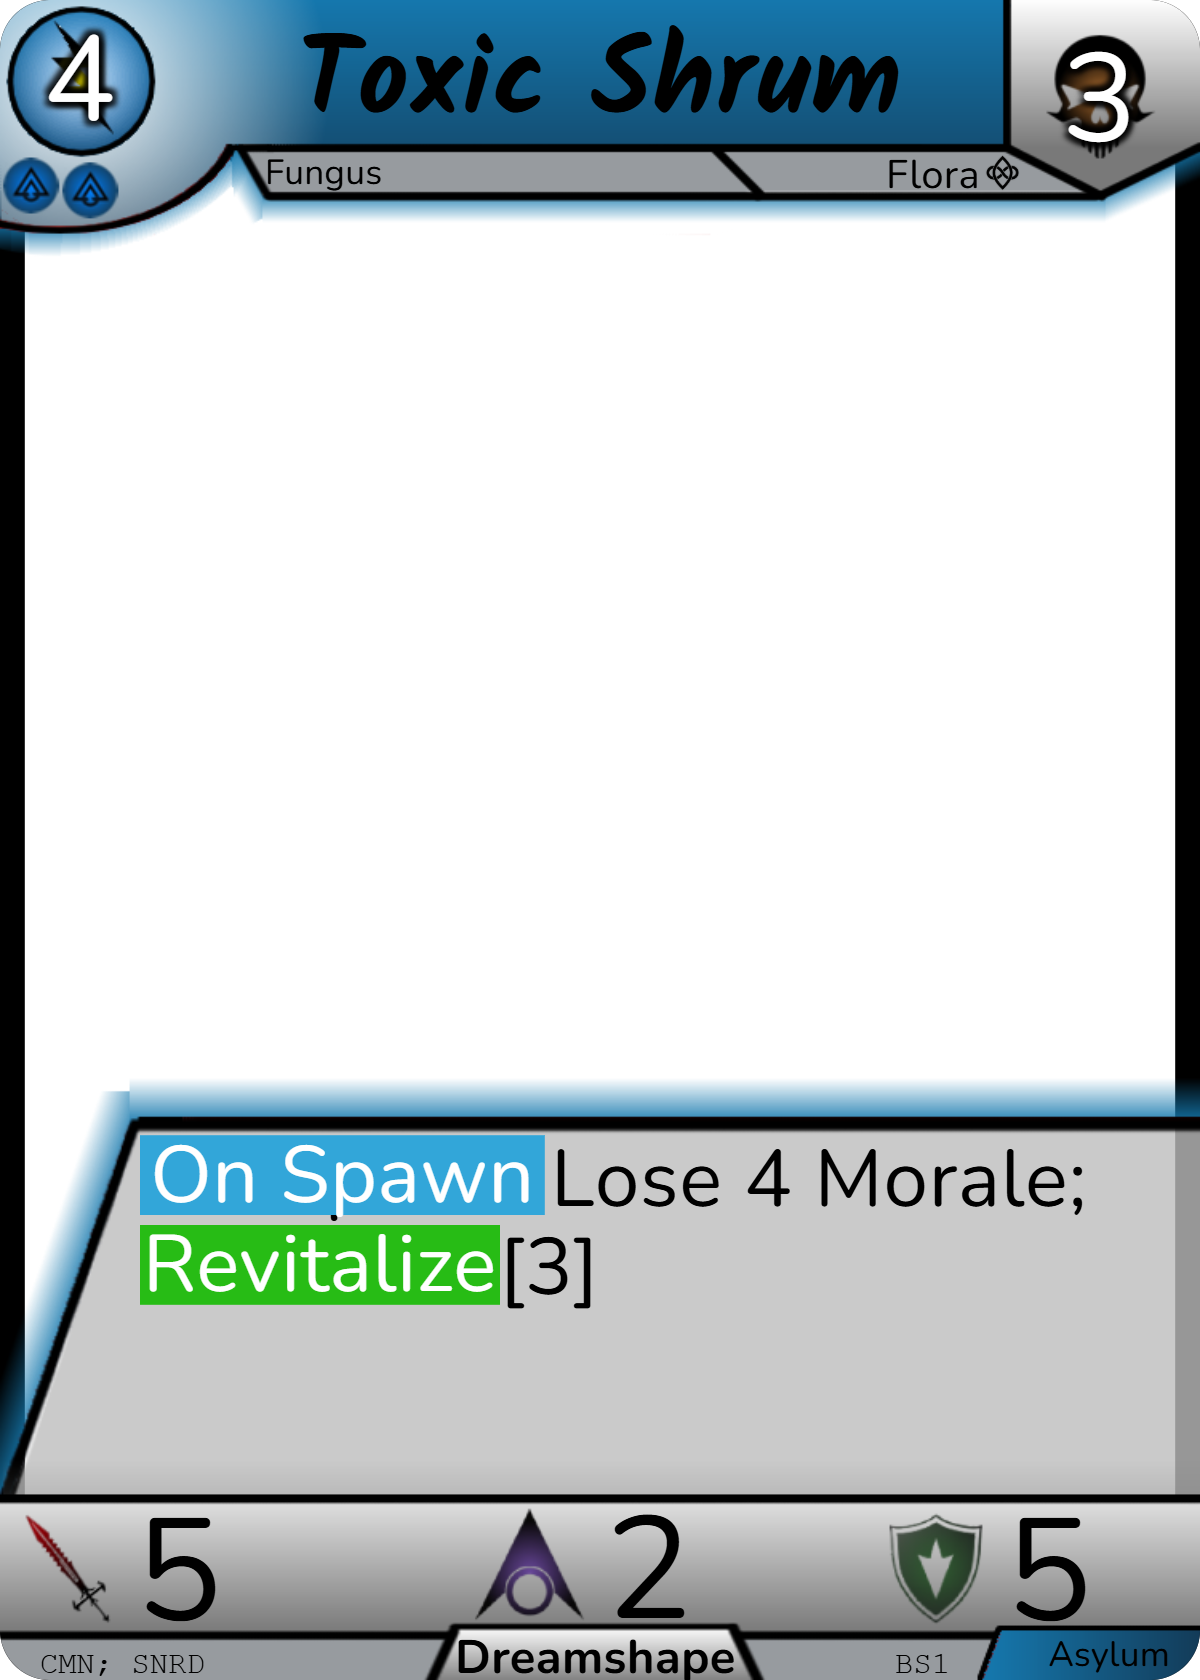 4
Toxic Shrum
3
Fungus
Flora
On Spawn Lose 4 Morale;
Revitalize[3]
5
2
5
CMN; SNRD
Dreamshape
BS1
Asylum